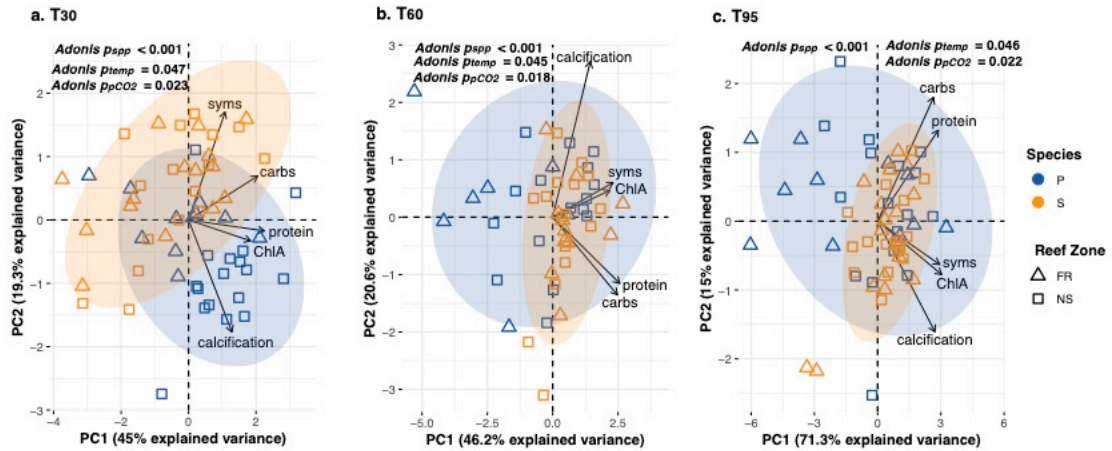 a. T30
Adonis pspp < 0.001
Adonis ptemp = 0.047
Adonis ppCO2 = 0.023
syms
carbs
protein
ChlA
calcification
2
1
0
−1
−2
−3
−4
−2
0
2
PC2 (19.3% explained variance)
PC1 (45% explained variance)
b. T60
Adonis pspp < 0.001
Adonis ptemp = 0.045
Adonis ppCO2 = 0.018
calcification
syms
ChlA
protein
carbs
3
2
1
0
−1
−2
−3
−5.0
−2.5
0.0
2.5
PC2 (20.6% explained variance)
PC1 (46.2% explained variance)
c. T95
Adonis pspp < 0.001
Adonis ptemp = 0.046
Adonis ppCO2 = 0.022
carbs
protein
syms
ChlA
calcification
2
1
0
−1
−2
−6
−3
0
3
6
PC2 (15% explained variance)
PC1 (71.3% explained variance)
Species
P
S
Reef Zone
FR
NS